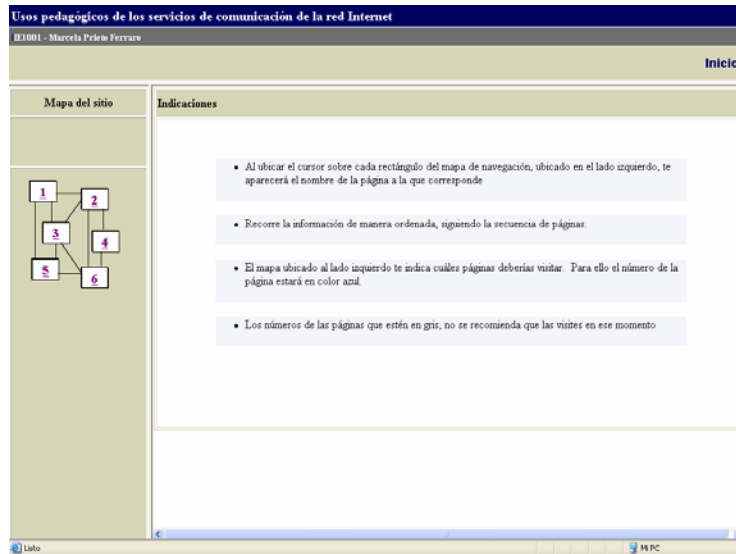 Usos pedagógicos de los servicios de comunicación de la red Internet
IE1001 - Marcela Prieto Ferraro
Inicio
Mapa del sitio
Indicaciones
1
2
3
4
5
6
• Al ubicar el cursor sobre cada rectángulo del mapa de navegación, ubicado en el lado izquierdo, te
aparecerá el nombre de la página a la que corresponde
• Recorre la información de manera ordenada, siguiendo la secuencia de páginas.
• El mapa ubicado al lado izquierdo te indica cuáles páginas deberías visitar. Para ello el número de la
página estará en color azul.
• Los números de las páginas que estén en gris, no se recomienda que las visites en ese momento
Listo
Mi PC